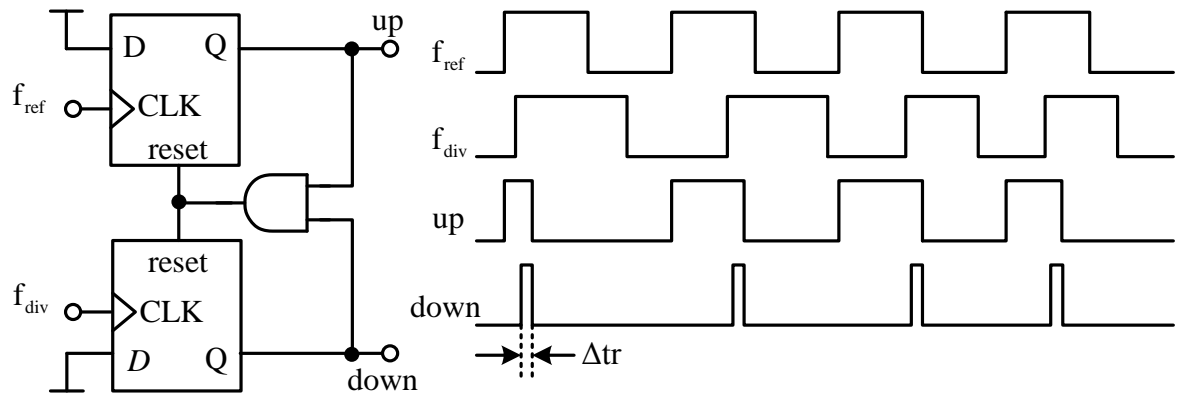 up
D Q
f_ref
CLK
reset
reset
f_div
CLK
D Q
down
f_ref
f_div
up
down
Δtr